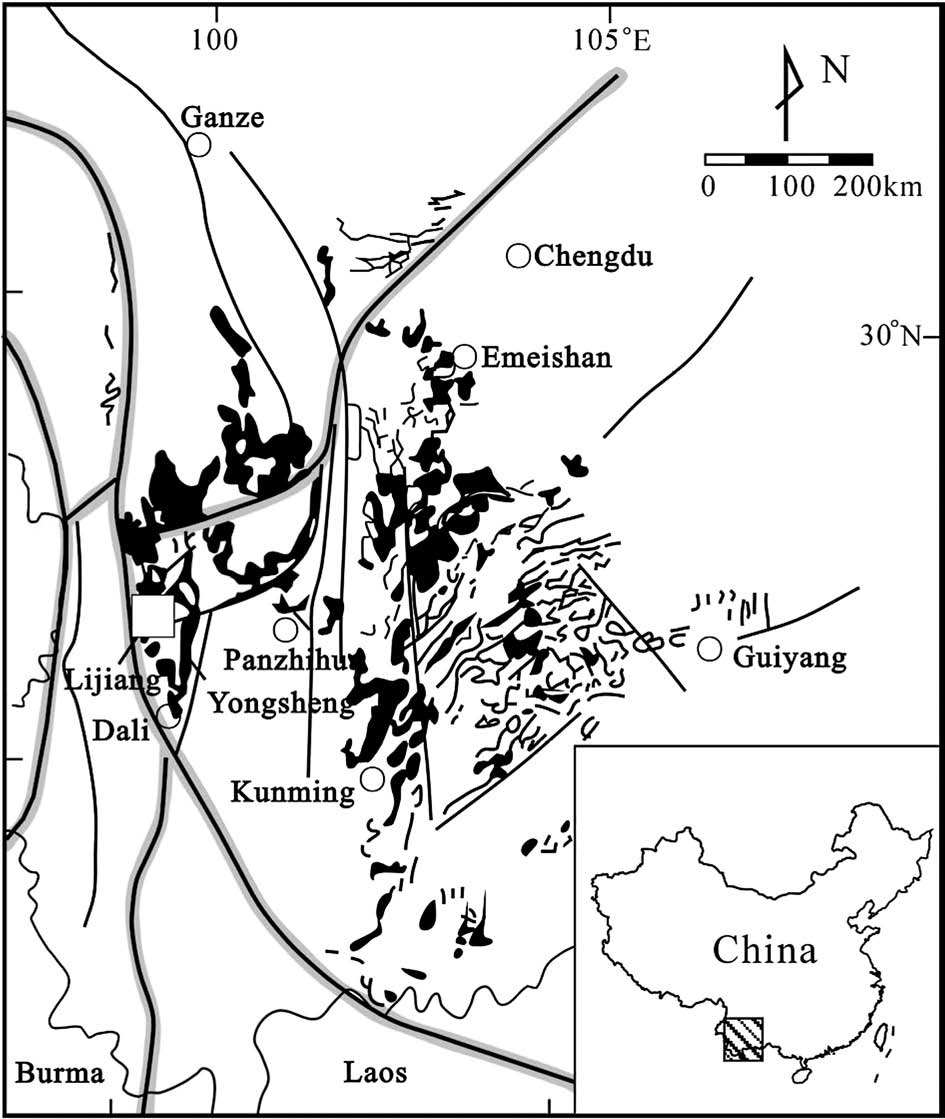 100
105°E
N
Ganze
0 100 200km
Chengdu
30°N
Emeishan
Panzhihua
Guiyang
Lijiang
Yongsheng
Dali
Kunming
China
Burma
Laos